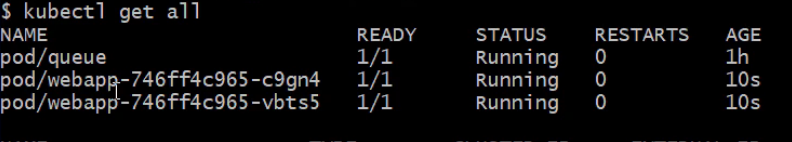 $ kubectl get all
NAME READY STATUS RESTARTS AGE
pod/queue 1/1 Running 0 1h
pod/webapp-746ff4c965-c9gn4 1/1 Running 0 10s
pod/webapp-746ff4c965-vbts5 1/1 Running 0 10s